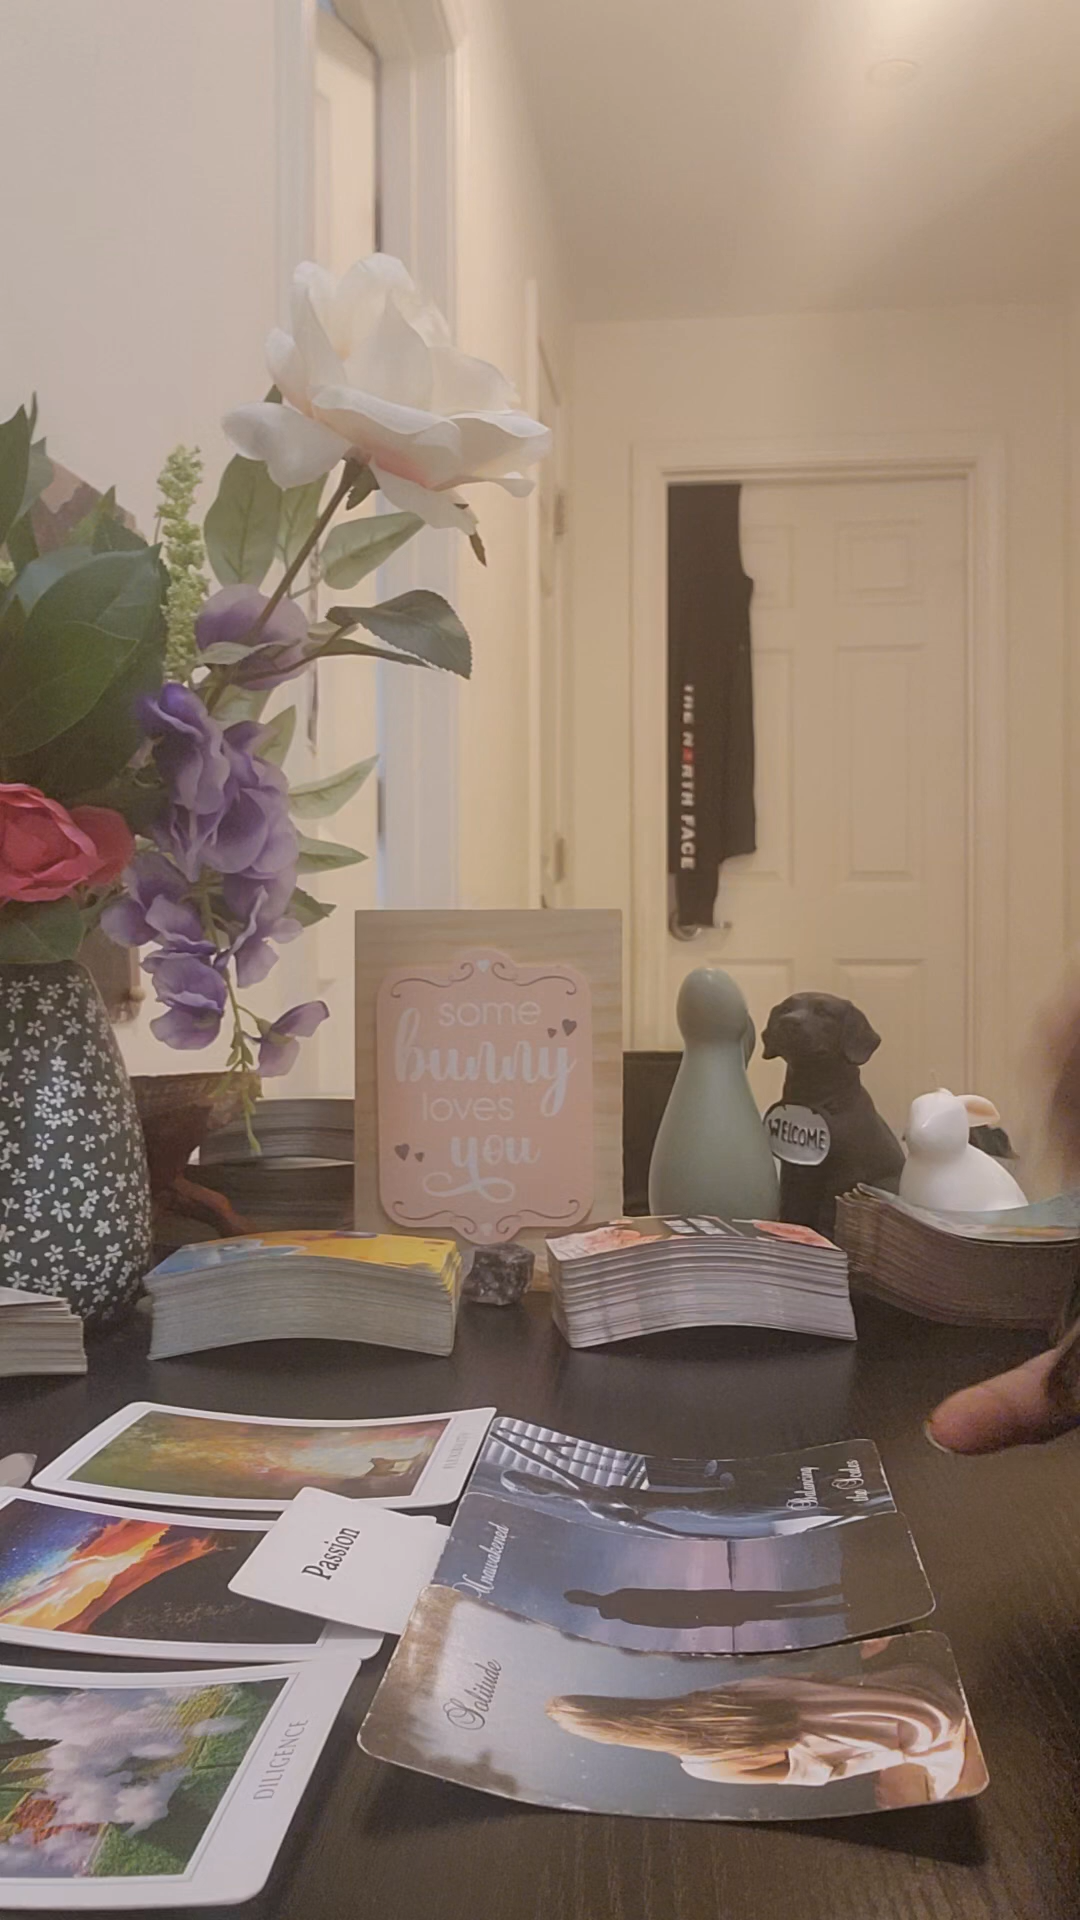 THE NORTH FACE
some
bunny
loves
you
WELCOME
Balancing
the Scales
Unawakened
Passion
Solitude
DILIGENCE